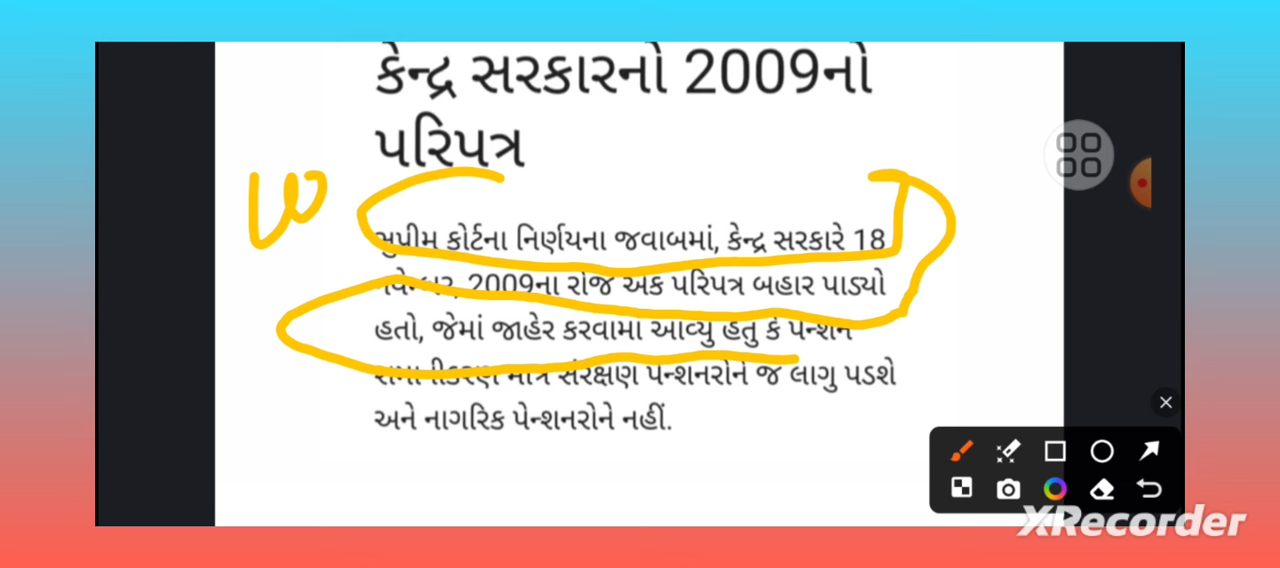 કેન્દ્ર સરકારનો 2009નો
પરિપત્ર
સુપ્રીમ કોર્ટના નિર્ણયના જવાબમાં, કેન્દ્ર સરકારે 18
2009ના રોજ એક પરિપત્ર બહાર પાડ્યો
હતો, જેમાં જાહેર કરવામાં આવ્યું હતું કે પેન્શન
માત્ર સંરક્ષણ પેન્શનરોને જ લાગુ પડશે
અને નાગરિક પેન્શનરોને નહીં.
XRecorder